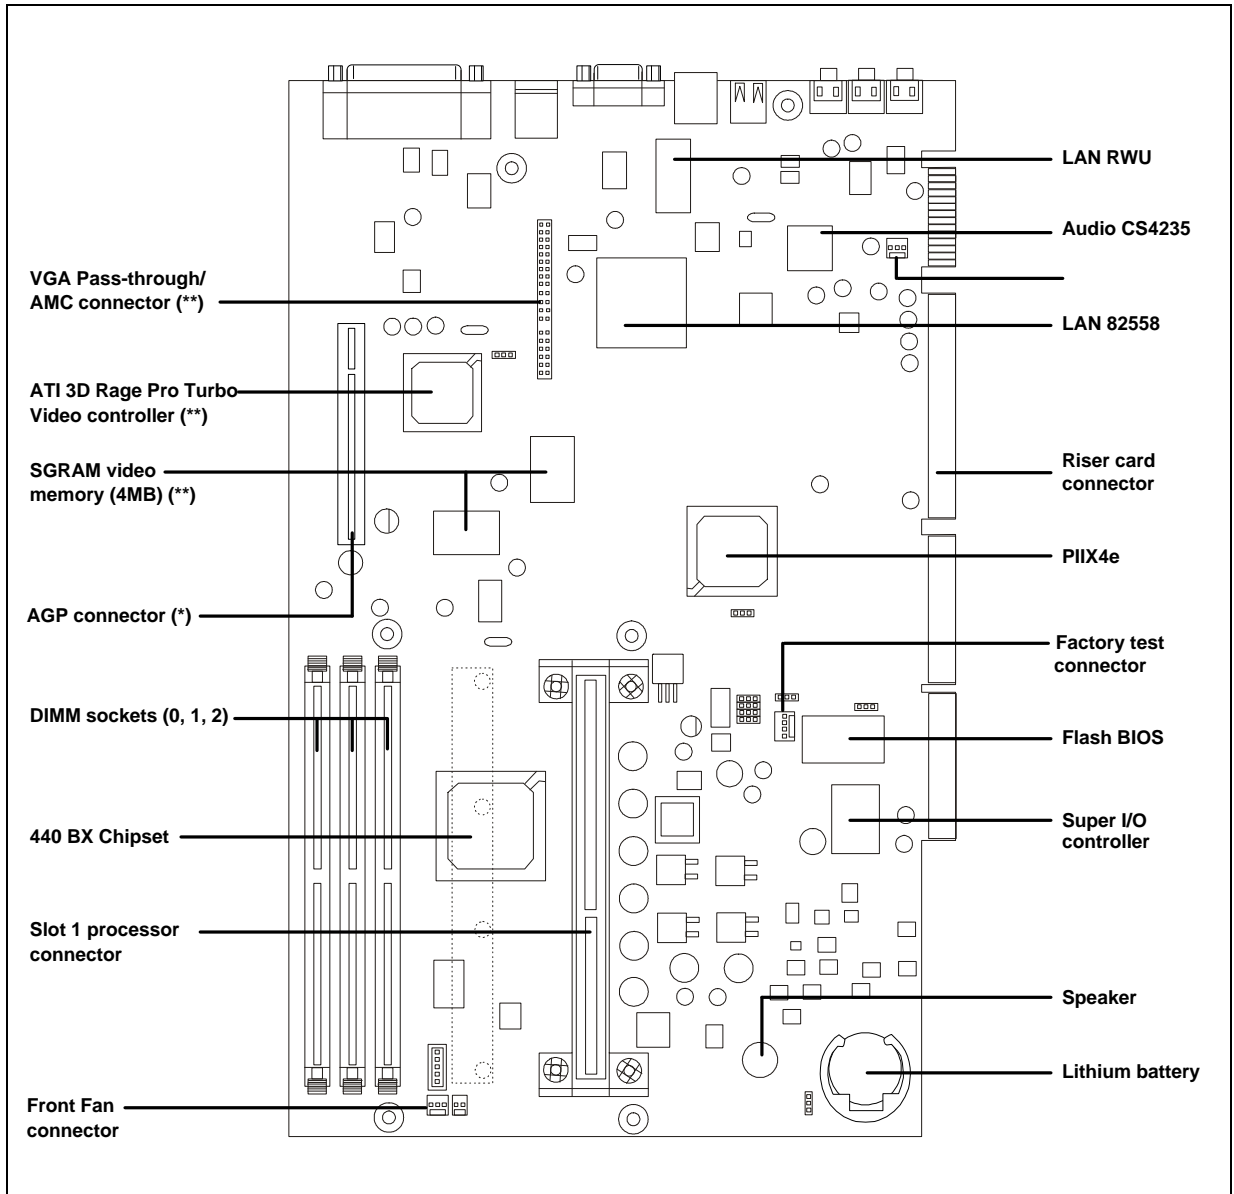 VGA Pass-through/
AMC connector (**)
ATI 3D Rage Pro Turbo
Video controller (**)
SGRAM video
memory (4MB) (**)
AGP connector (*)
DIMM sockets (0, 1, 2)
440 BX Chipset
Slot 1 processor
connector
Front Fan
connector
LAN RWU
Audio CS4235
LAN 82558
Riser card
connector
PIIX4e
Factory test
connector
Flash BIOS
Super I/O
controller
Speaker
Lithium battery